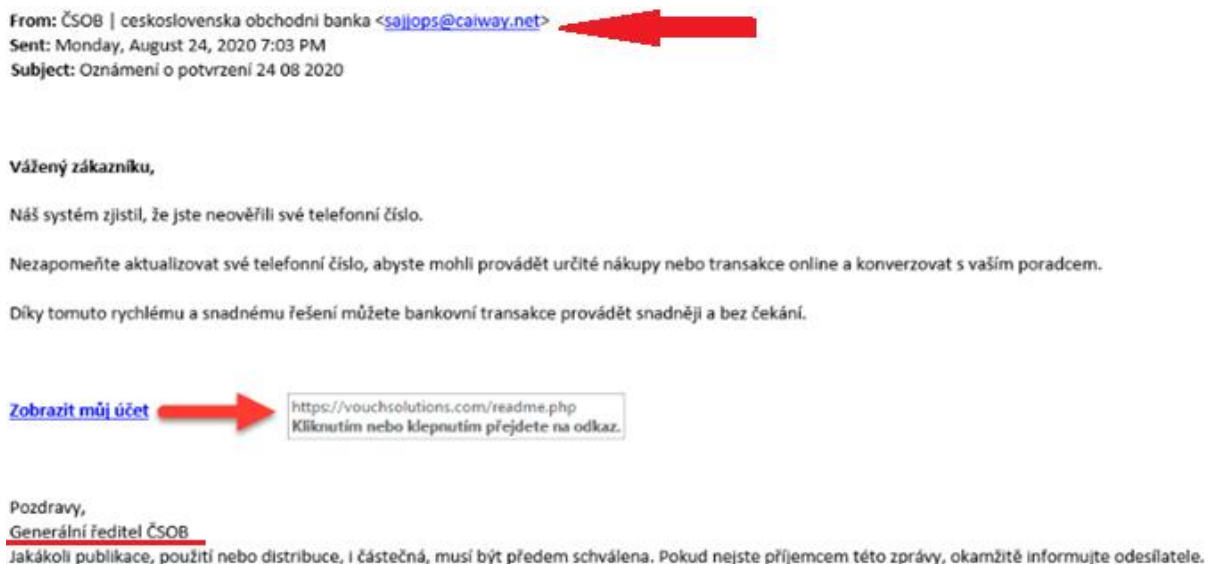 From: ČSOB | ceskoslovenska obchodni banka <sajjops@caiway.net>
Sent: Monday, August 24, 2020 7:03 PM
Subject: Oznámení o potvrzení 24 08 2020
Vážený zákazníku,
Náš systém zjistil, že jste neověřili své telefonní číslo.
Nezapomeňte aktualizovat své telefonní číslo, abyste mohli provádět určité nákupy nebo transakce online a konverzovat s vaším poradcem.
Díky tomuto rychlému a snadnému řešení můžete bankovní transakce provádět snadněji a bez čekání.
Zobrazit můj účet
https://vouchsolutions.com/readme.php
Kliknutím nebo klepnutím přejdete na odkaz.
Pozdravy,
Generální ředitel ČSOB
Jakákoli publikace, použití nebo distribuce, i částečná, musí být předem schválena. Pokud nejste příjemcem této zprávy, okamžitě informujte odesílatele.